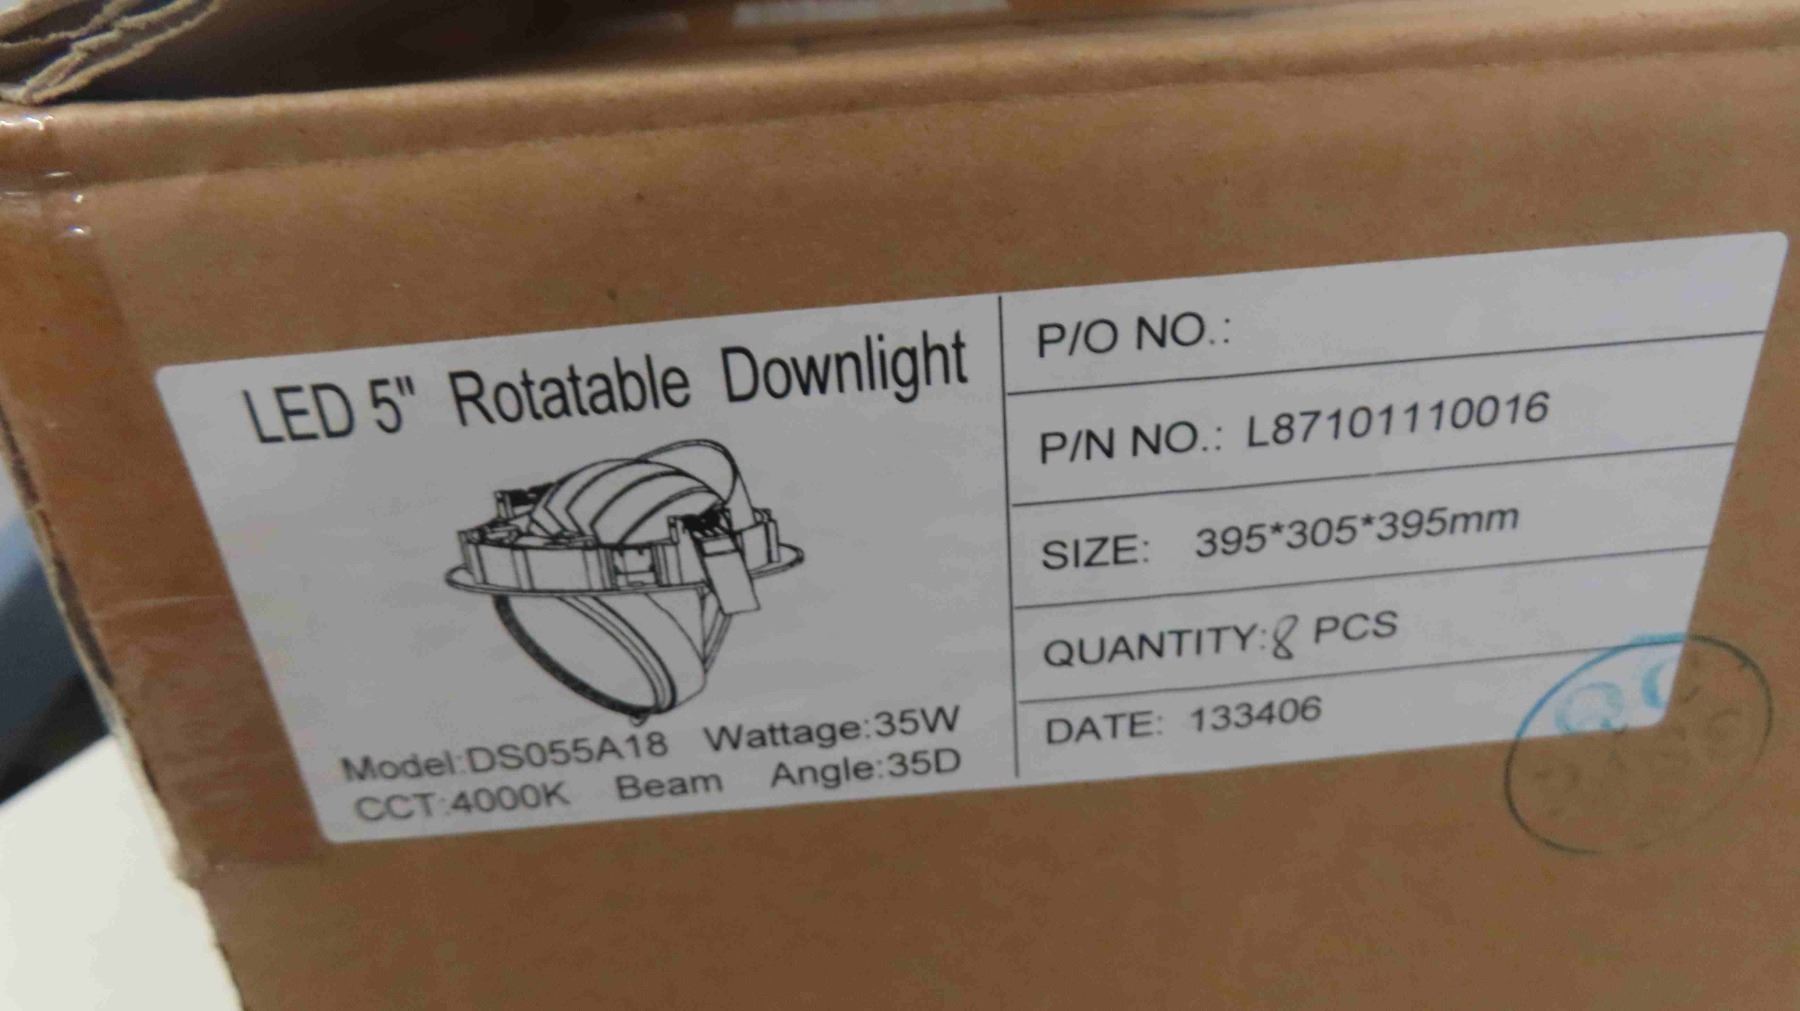 LED 5" Rotatable Downlight
Model:DS055A18 Wattage:35W
CCT:4000K Beam Angle:35D
P/O NO.:
P/N NO.: L87101110016
SIZE: 395*305*395mm
QUANTITY:8 PCS
DATE: 133406
QC